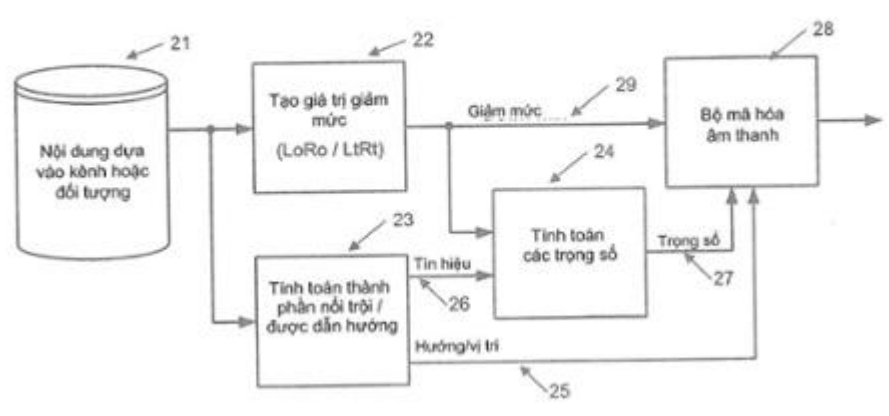 21
22
28
Nội dung dựa
vào kênh hoặc
đối tượng
Tạo giá trị giảm
mức
(LoRo / LtRt)
Giảm mức
29
Bộ mã hóa
âm thanh
24
23
Tính toán thành
phần nổi trội /
được dẫn hướng
Tín hiệu
26
Tính toán
các trọng số
Trọng số
27
Hướng/vị trí
25